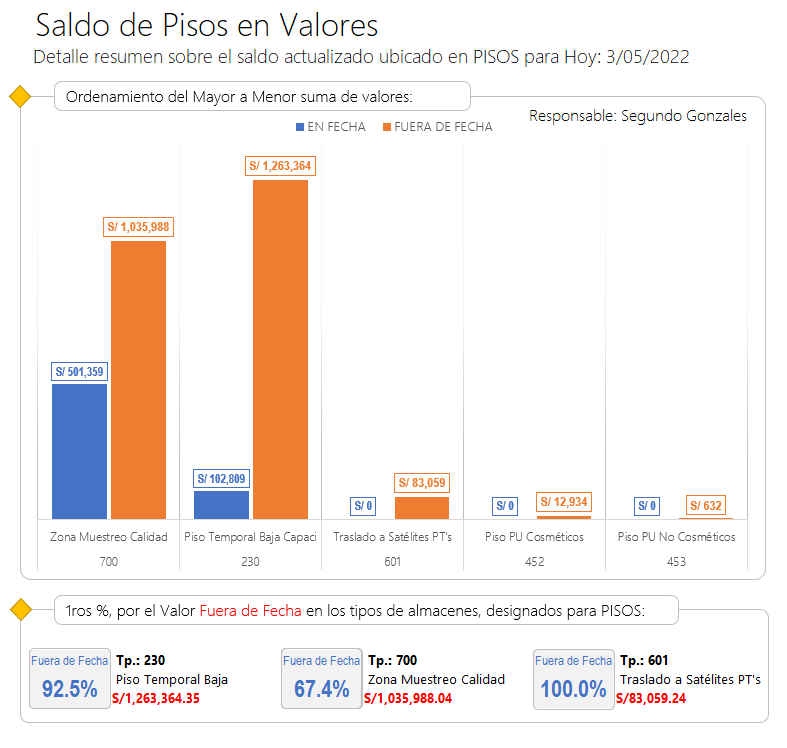 Saldo de Pisos en Valores
Detalle resumen sobre el saldo actualizado ubicado en PISOS para Hoy: 3/05/2022
Ordenamiento del Mayor a Menor suma de valores:
Responsable: Segundo Gonzales
EN FECHA FUERA DE FECHA
S/ 1,263,364
S/ 1,035,988
S/ 501,359
S/ 102,809
S/ 83,059
S/ 0
S/ 0
S/ 12,934
S/ 0
S/ 632
Zona Muestreo Calidad Piso Temporal Baja Capaci Traslado a Satélites PT's Piso PU Cosméticos Piso PU No Cosméticos
700 230 601 452 453
1ros %, por el Valor Fuera de Fecha en los tipos de almacenes, designados para PISOS:
Fuera de Fecha
92.5%
Tp.: 230
Piso Temporal Baja
S/1,263,364.35
Fuera de Fecha
67.4%
Tp.: 700
Zona Muestreo Calidad
S/1,035,988.04
Fuera de Fecha
100.0%
Tp.: 601
Traslado a Satélites PT's
S/83,059.24